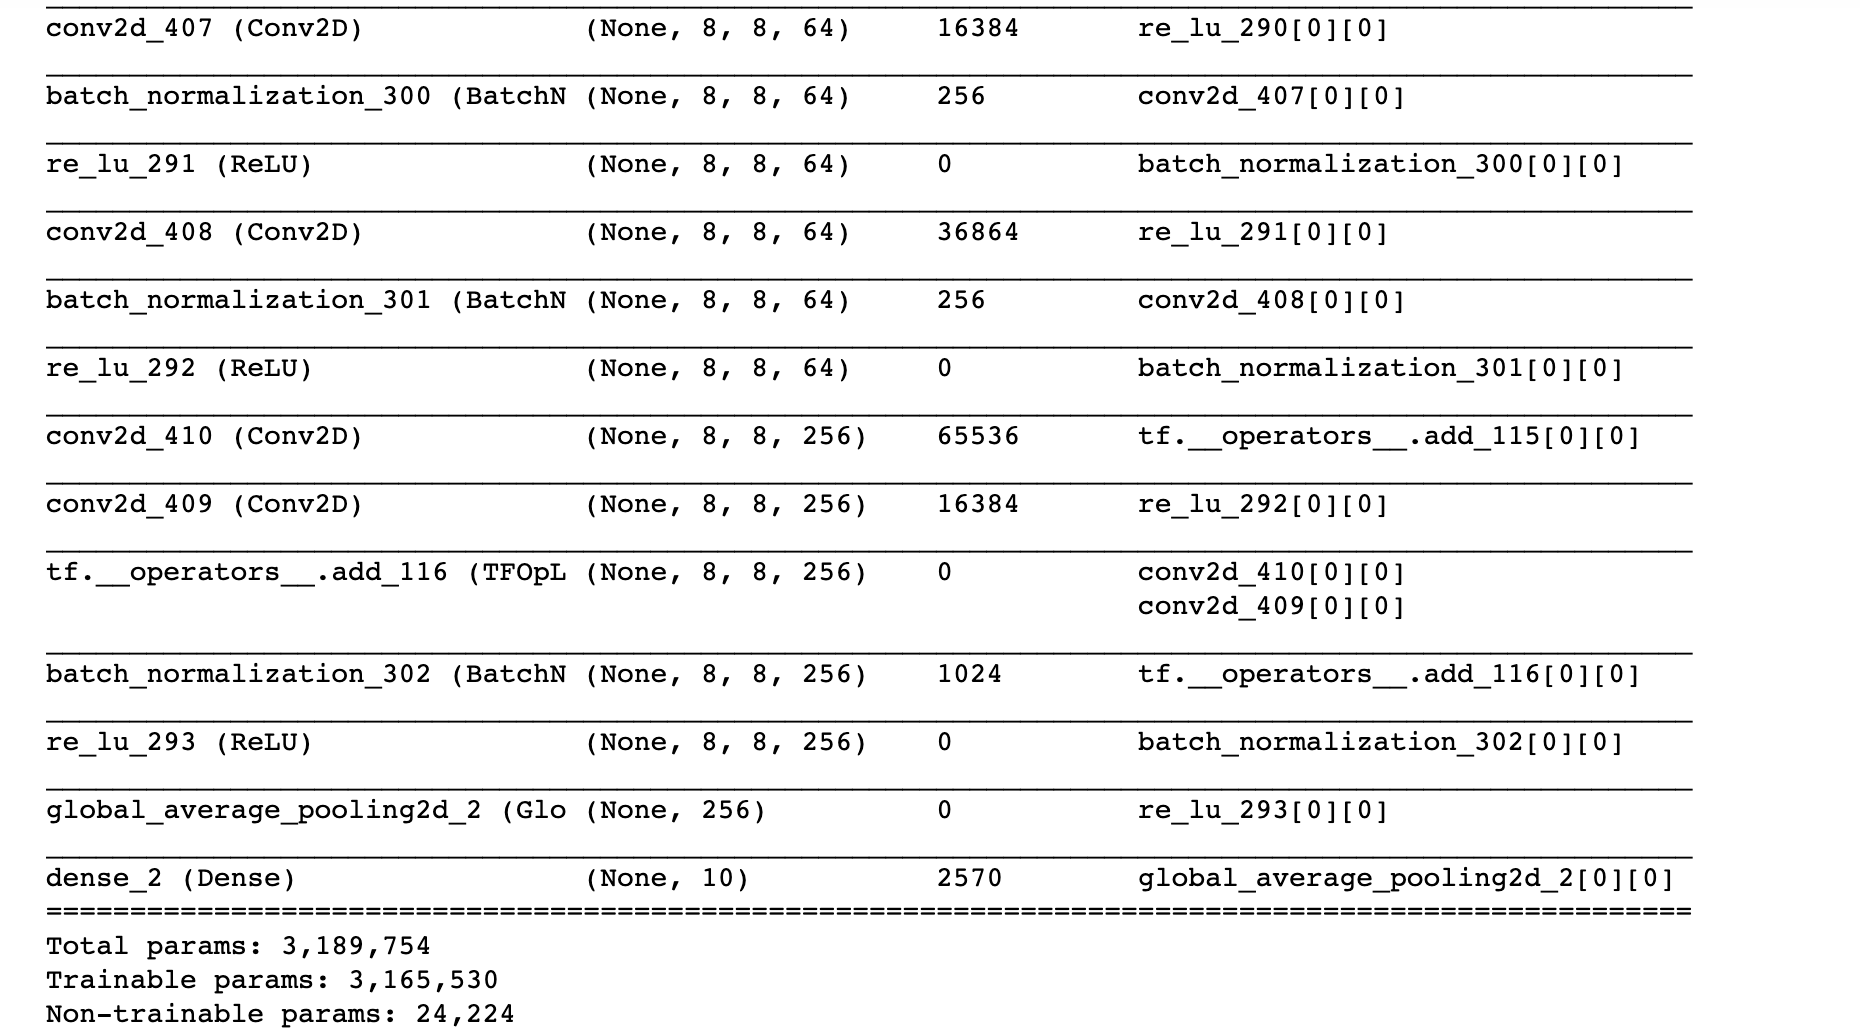 conv2d_407 (Conv2D) (None, 8, 8, 64) 16384 re_lu_290[0][0]
batch_normalization_300 (BatchN (None, 8, 8, 64) 256 conv2d_407[0][0]
re_lu_291 (ReLU) (None, 8, 8, 64) 0 batch_normalization_300[0][0]
conv2d_408 (Conv2D) (None, 8, 8, 64) 36864 re_lu_291[0][0]
batch_normalization_301 (BatchN (None, 8, 8, 64) 256 conv2d_408[0][0]
re_lu_292 (ReLU) (None, 8, 8, 64) 0 batch_normalization_301[0][0]
conv2d_410 (Conv2D) (None, 8, 8, 256) 65536 tf.__operators__.add_115[0][0]
conv2d_409 (Conv2D) (None, 8, 8, 256) 16384 re_lu_292[0][0]
tf.__operators__.add_116 (TFOpL (None, 8, 8, 256) 0 conv2d_410[0][0]
conv2d_409[0][0]
batch_normalization_302 (BatchN (None, 8, 8, 256) 1024 tf.__operators__.add_116[0][0]
re_lu_293 (ReLU) (None, 8, 8, 256) 0 batch_normalization_302[0][0]
global_average_pooling2d_2 (Glo (None, 256) 0 re_lu_293[0][0]
dense_2 (Dense) (None, 10) 2570 global_average_pooling2d_2[0][0]
Total params: 3,189,754
Trainable params: 3,165,530
Non-trainable params: 24,224